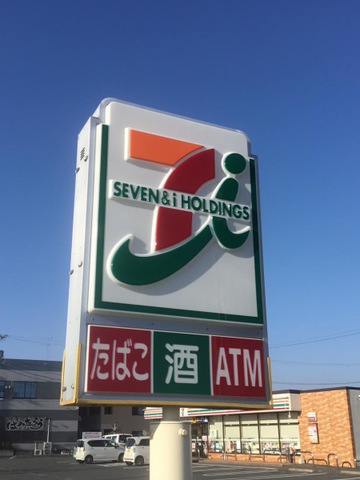 SEVEN & i HOLDINGS
たばこ 酒 ATM